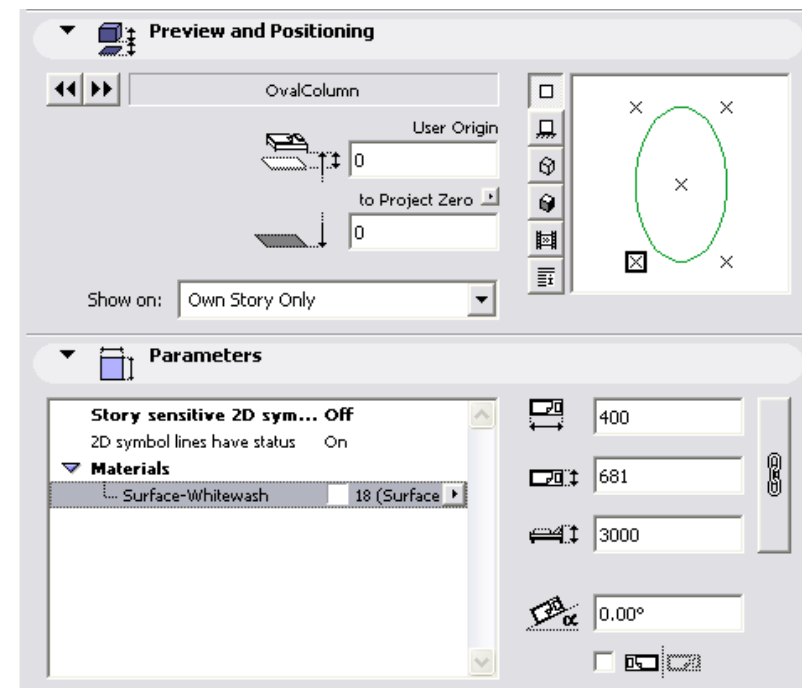 Preview and Positioning
OvalColumn
User Origin
0
to Project Zero
0
Show on: Own Story Only
Parameters
Story sensitive 2D sym... Off
2D symbol lines have status On
Materials
Surface-Whitewash 18 (Surface
400
681
3000
α 0.00°